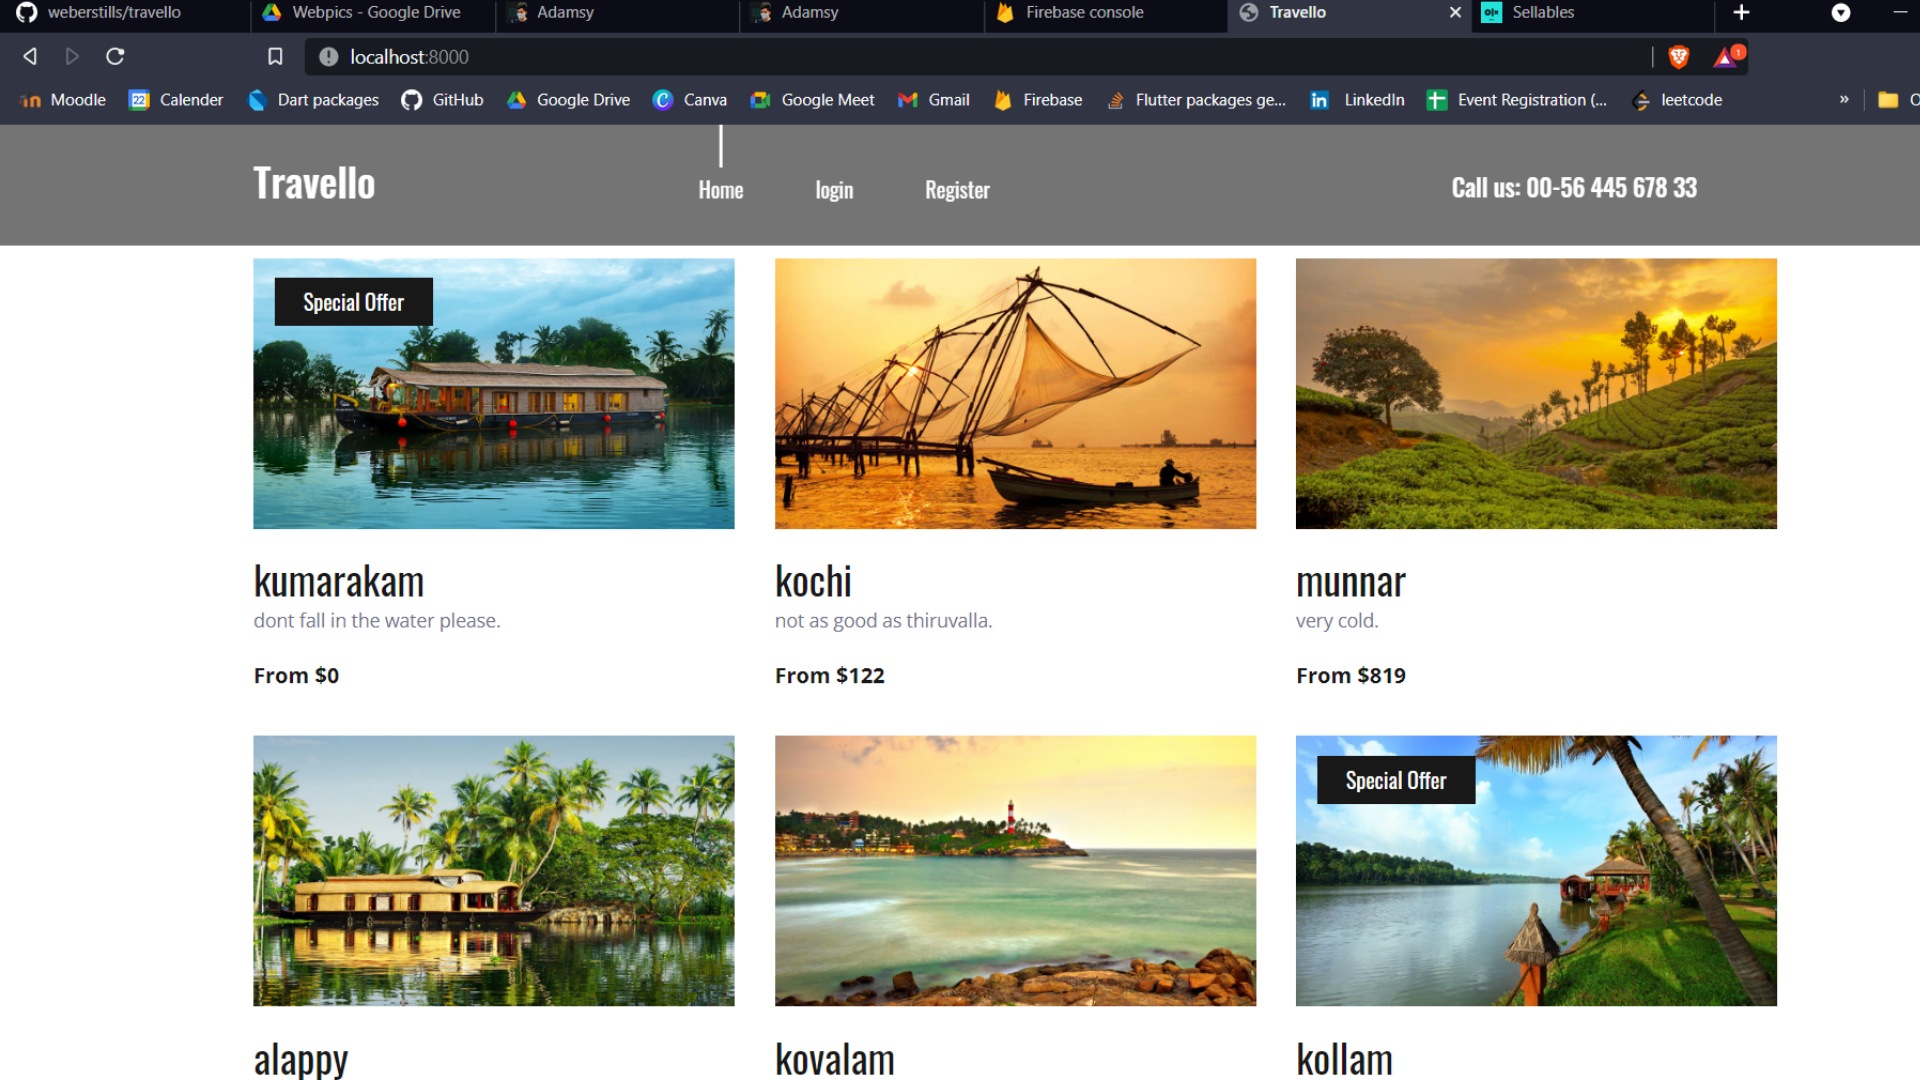 weberstills/travello
Webpics - Google Drive
Adamsy
Adamsy
Firebase console
Travello
Sellables
localhost:8000
1
Moodle
22
Calender
Dart packages
GitHub
Google Drive
Canva
Google Meet
Gmail
Firebase
Flutter packages ge...
in
LinkedIn
Event Registration (...
leetcode
»
O
Travello
Home
login
Register
Call us: 00-56 445 678 33
Special Offer
kumarakam
dont fall in the water please.
From $0
kochi
not as good as thiruvalla.
From $122
munnar
very cold.
From $819
Special Offer
alappy
kovalam
kollam